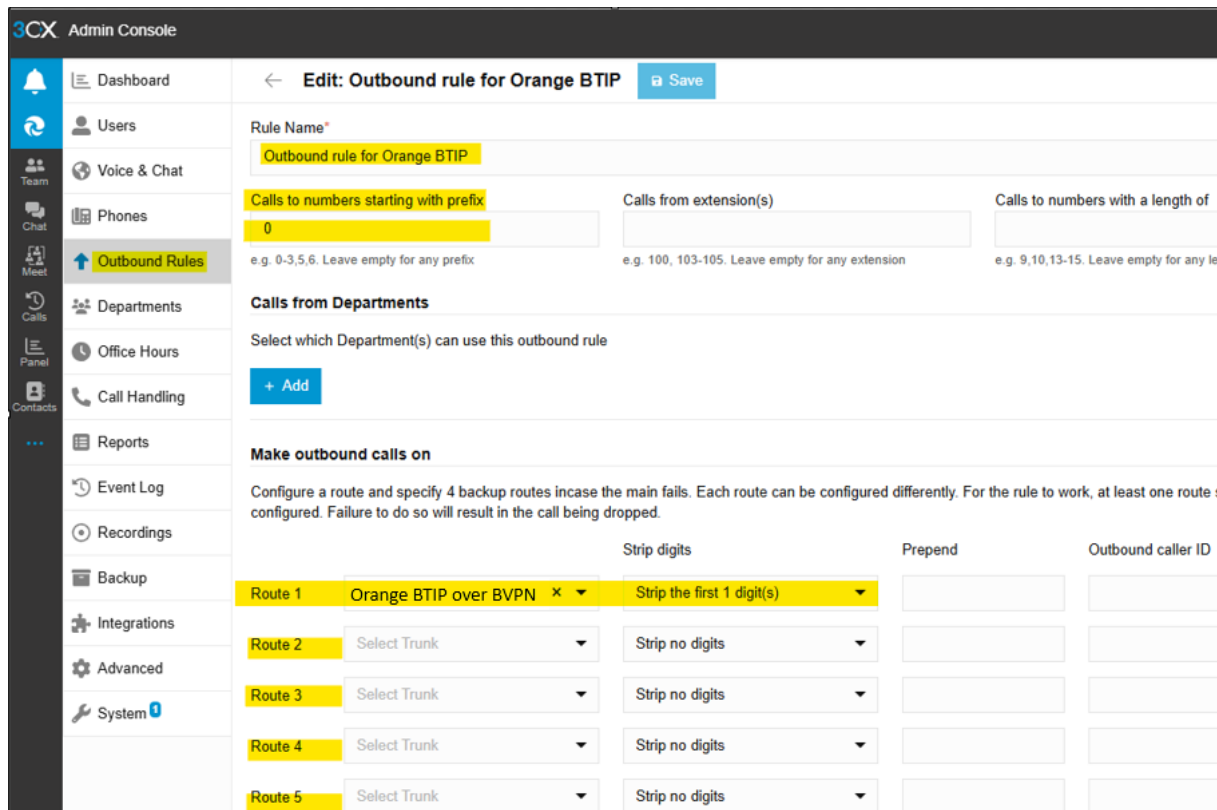 3CX Admin Console
Team
Chat
Meet
Calls
Panel
Contacts
Dashboard
Users
Voice & Chat
Phones
Outbound Rules
Departments
Office Hours
Call Handling
Reports
Event Log
Recordings
Backup
Integrations
Advanced
System 1
Edit: Outbound rule for Orange BTIP Save
Rule Name*
Outbound rule for Orange BTIP
Calls to numbers starting with prefix Calls from extension(s) Calls to numbers with a length of
0
e.g. 0-3,5,6. Leave empty for any prefix e.g. 100, 103-105. Leave empty for any extension e.g. 9,10,13-15. Leave empty for any le
Calls from Departments
Select which Department(s) can use this outbound rule
+ Add
Make outbound calls on
Configure a route and specify 4 backup routes incase the main fails. Each route can be configured differently. For the rule to work, at least one route s
configured. Failure to do so will result in the call being dropped.
Strip digits Prepend Outbound caller ID
Route 1 Orange BTIP over BVPN × Strip the first 1 digit(s)
Route 2 Select Trunk Strip no digits
Route 3 Select Trunk Strip no digits
Route 4 Select Trunk Strip no digits
Route 5 Select Trunk Strip no digits